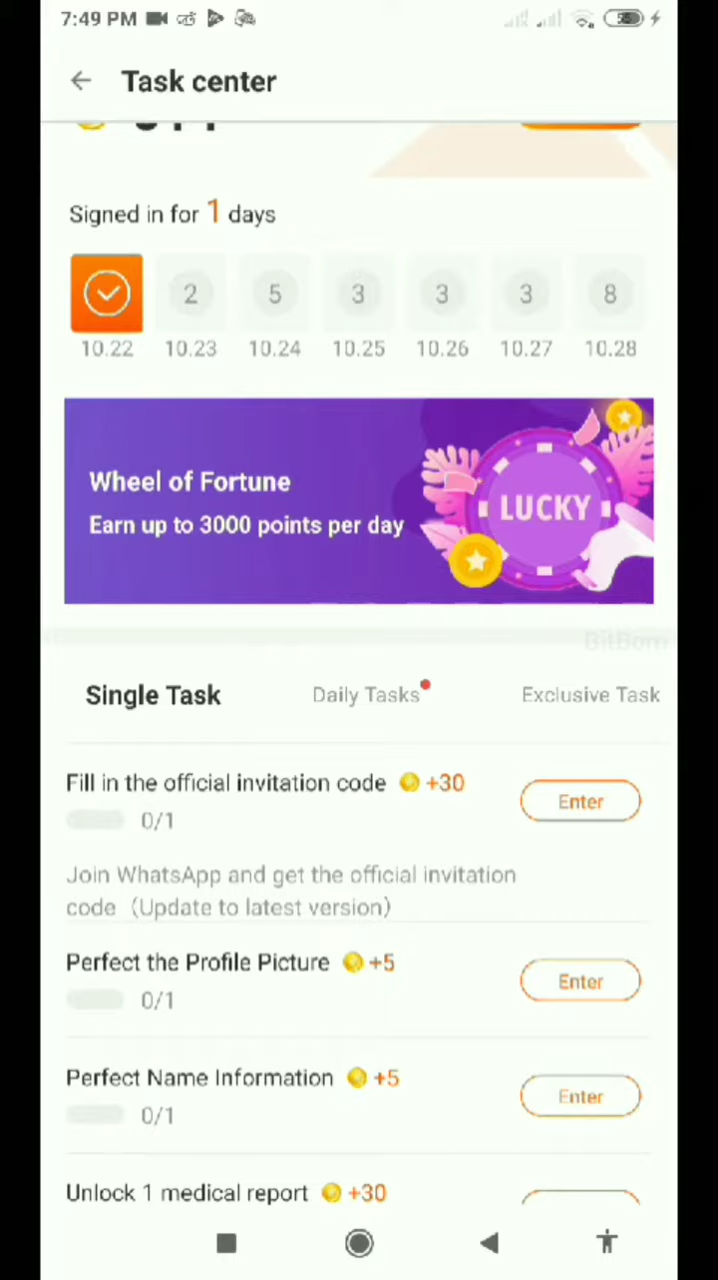 7:49 PM
Task center
Signed in for 1 days
2 5 3 3 3 8
10.22 10.23 10.24 10.25 10.26 10.27 10.28
Wheel of Fortune
Earn up to 3000 points per day
LUCKY
Single Task Daily Tasks Exclusive Task
Fill in the official invitation code +30
Enter
0/1
Join WhatsApp and get the official invitation
code（Update to latest version）
Perfect the Profile Picture +5
Enter
0/1
Perfect Name Information +5
Enter
0/1
Unlock 1 medical report +30